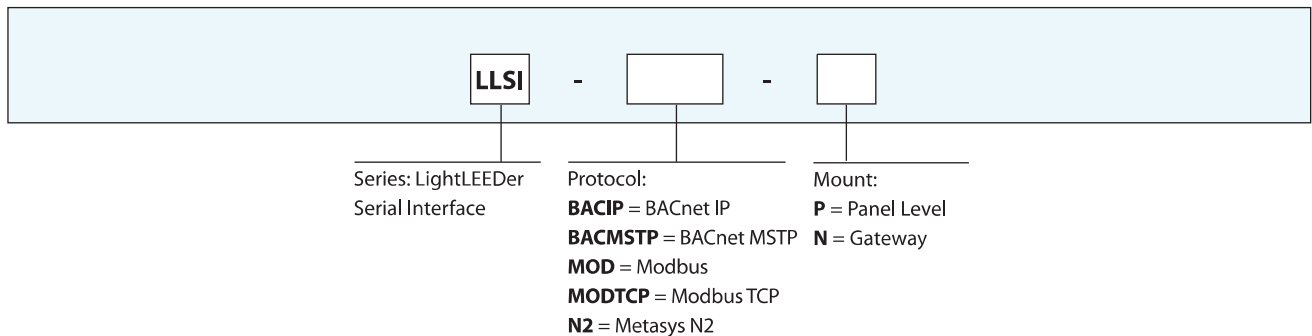 LLSI - -
Series: LightLEEDer
Serial Interface
Protocol:
BACIP = BACnet IP
BACMSTP = BACnet MSTP
MOD = Modbus
MODTCP = Modbus TCP
N2 = Metasys N2
Mount:
P = Panel Level
N = Gateway